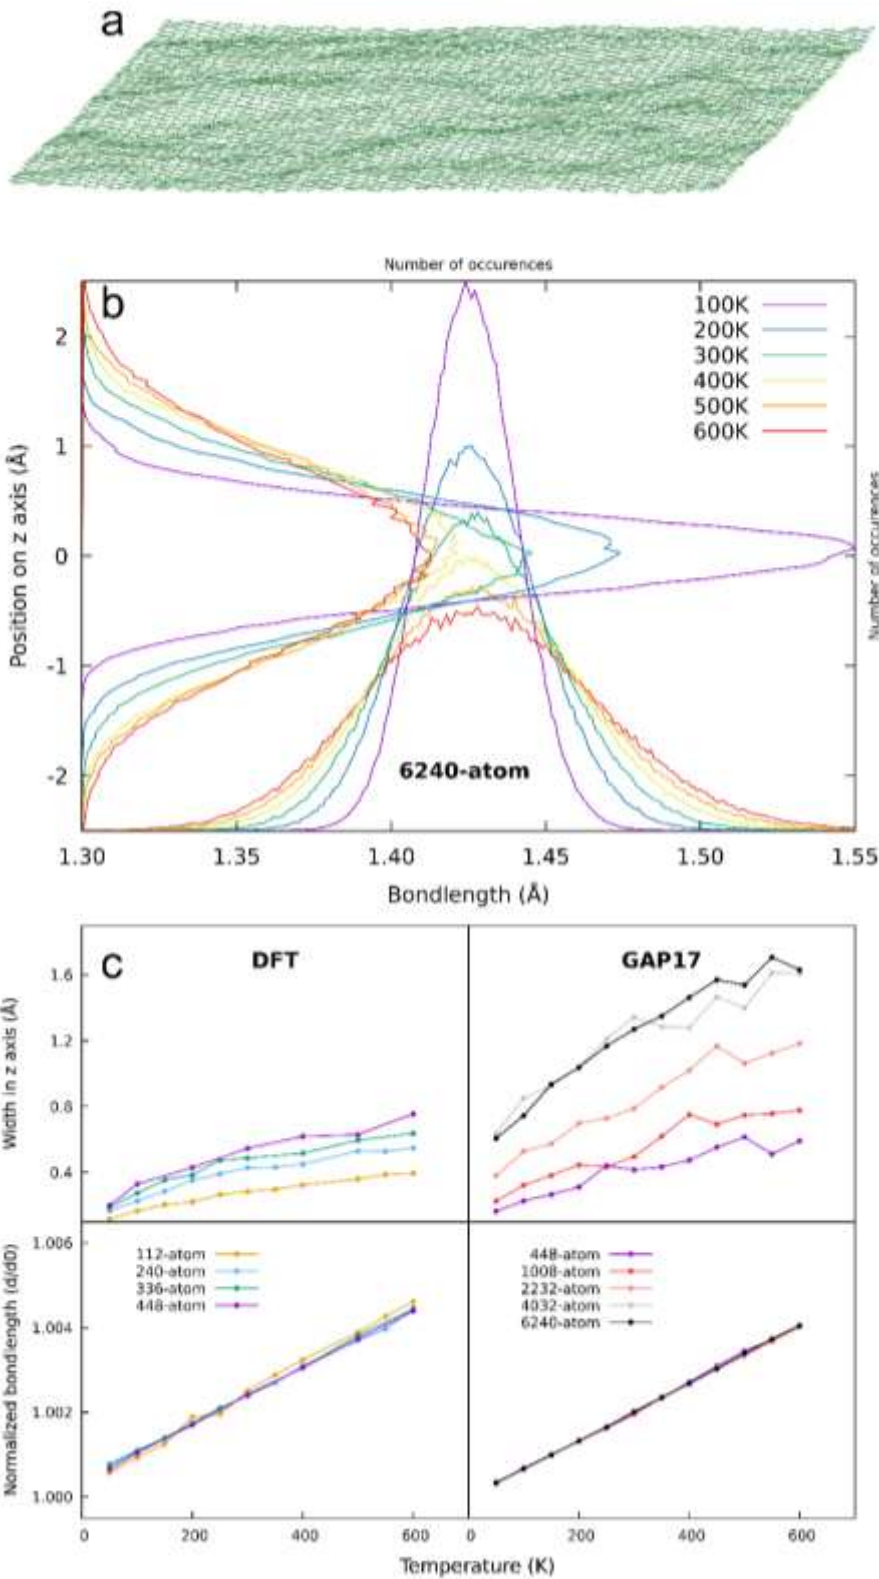 a
Number of occurences
b
100K
200K
300K
400K
500K
600K
2
1
0
-1
-2
Position on z axis (Å)
Number of occurences
6240-atom
1.30 1.35 1.40 1.45 1.50 1.55
Bondlength (Å)
c DFT GAP17
1.6
1.2
0.8
0.4
Width in z axis (Å)
1.006
1.004
1.002
1.000
Normalized bondlength (d/d0)
112-atom
240-atom
336-atom
448-atom
448-atom
1008-atom
2232-atom
4032-atom
6240-atom
0 200 400 600 0 200 400 600
Temperature (K)